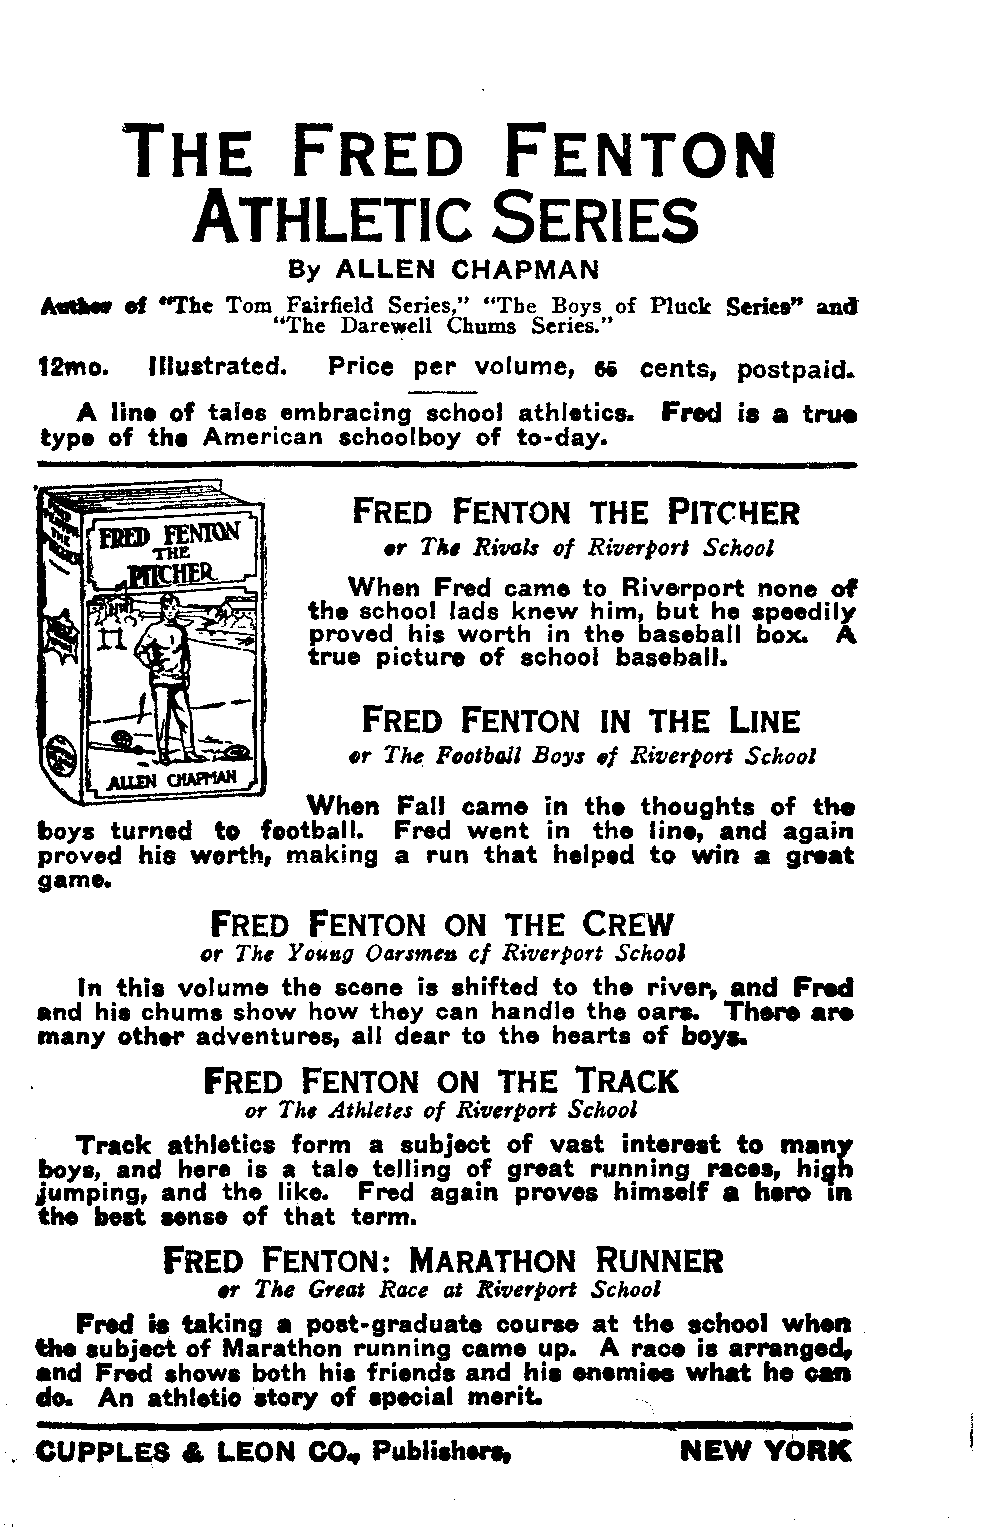 THE FRED FENTON
ATHLETIC SERIES
By ALLEN CHAPMAN
Author of "The Tom Fairfield Series," "The Boys of Pluck Series" and
"The Darewell Chums Series."
12mo. Illustrated. Price per volume, cents, postpaid.
A line of tales embracing school athletics. Fred is a true
type of the American schoolboy of to-day.
FRED FENTON
THE
PITCHER
ALLEN CHAPMAN
FRED FENTON THE PITCHER
or The Rivals of Riverport School
When Fred came to Riverport none of
the school lads knew him, but he speedily
proved his worth in the baseball box. A
true picture of school baseball.
FRED FENTON IN THE LINE
or The Football Boys of Riverport School
When Fall came in the thoughts of the
boys turned to football. Fred went in the line, and again
proved his worth, making a run that helped to win a great
game.
FRED FENTON ON THE CREW
or The Young Oarsmen of Riverport School
In this volume the scene is shifted to the river, and Fred
and his chums show how they can handle the oars. There are
many other adventures, all dear to the hearts of boys.
FRED FENTON ON THE TRACK
or The Athletes of Riverport School
Track athletics form a subject of vast interest to many
boys, and here is a tale telling of great running races, high
jumping, and the like. Fred again proves himself a hero in
the best sense of that term.
FRED FENTON: MARATHON RUNNER
or The Great Race at Riverport School
Fred is taking a post-graduate course at the school when
the subject of Marathon running came up. A race is arranged,
and Fred shows both his friends and his enemies what he can
do. An athletic story of special merit.
CUPPLES & LEON CO., Publishers, NEW YORK